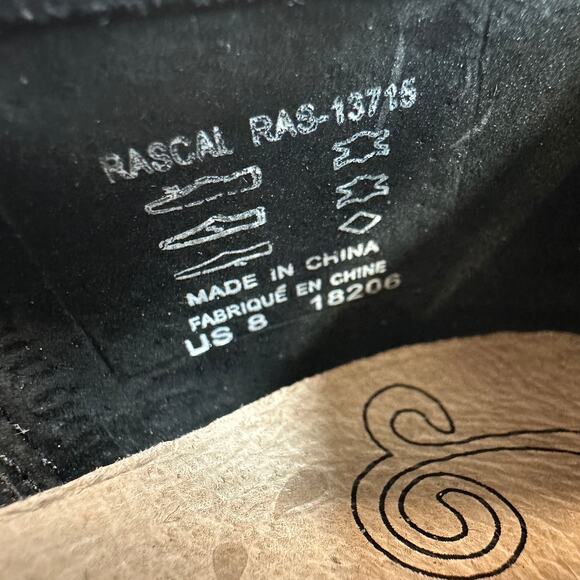 RASCAL RAS-13715
MADE IN CHINA
FABRIQUÉ EN CHINE
US 8 18206